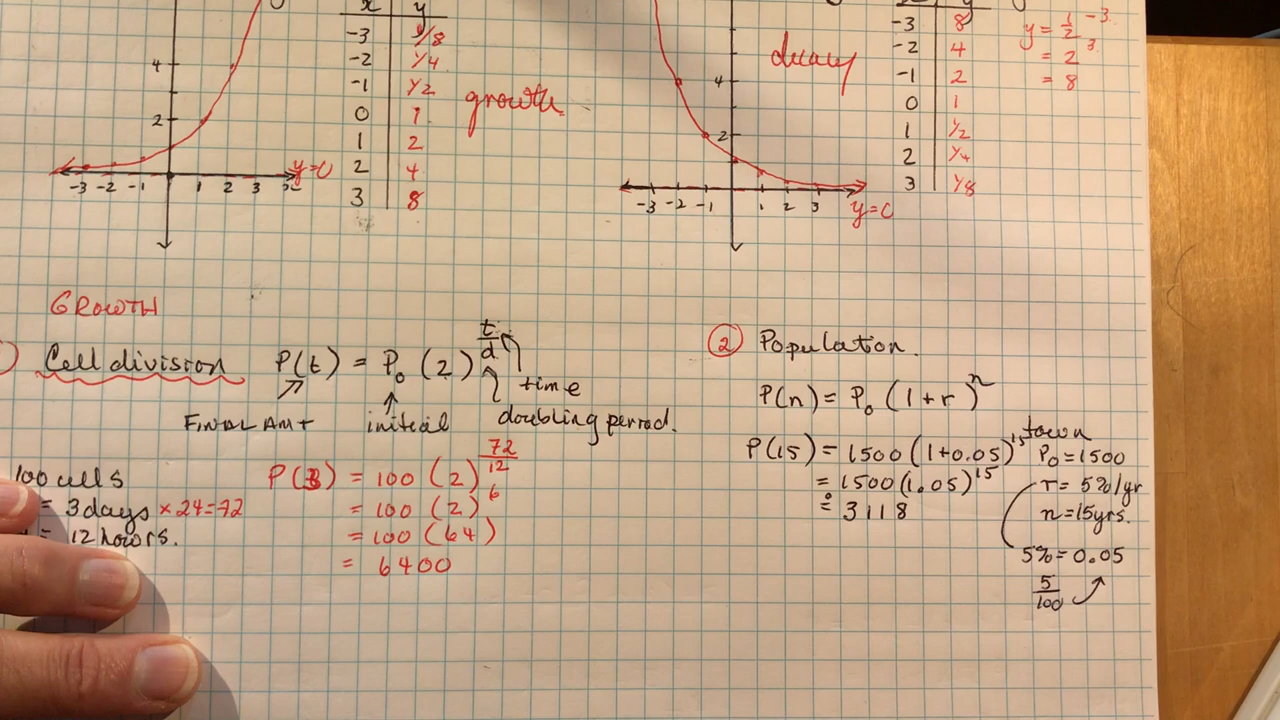 x y
-3 1/8
-2 1/4
-1 1/2
0 1
1 2
2 4
3 8
growth
4
2
-3 -2 -1 1 2 3
y=0
decay
4
2
-3 -2 -1 1 2 3
y=0
-3 8
-2 4
-1 2
0 1
1 1/2
2 1/4
3 1/8
y = 1/2 ^-3
= 2^3
= 8
GROWTH
Cell division P(t) = P₀ (2)^t/d
time
FINAL AMT initial doubling period.
100 cells
= 3 days × 24=72
= 12 hours.
P(3) = 100 (2)^72/12
= 100 (2)^6
= 100 (64)
= 6400
② Population.
P(n) = P₀ (1+r)^n
P(15) = 1500 (1+0.05)^15
= 1500 (1.05)^15
≐ 3118
town
P₀ = 1500
r = 5%/yr
n = 15yrs.
5% = 0.05
5/100